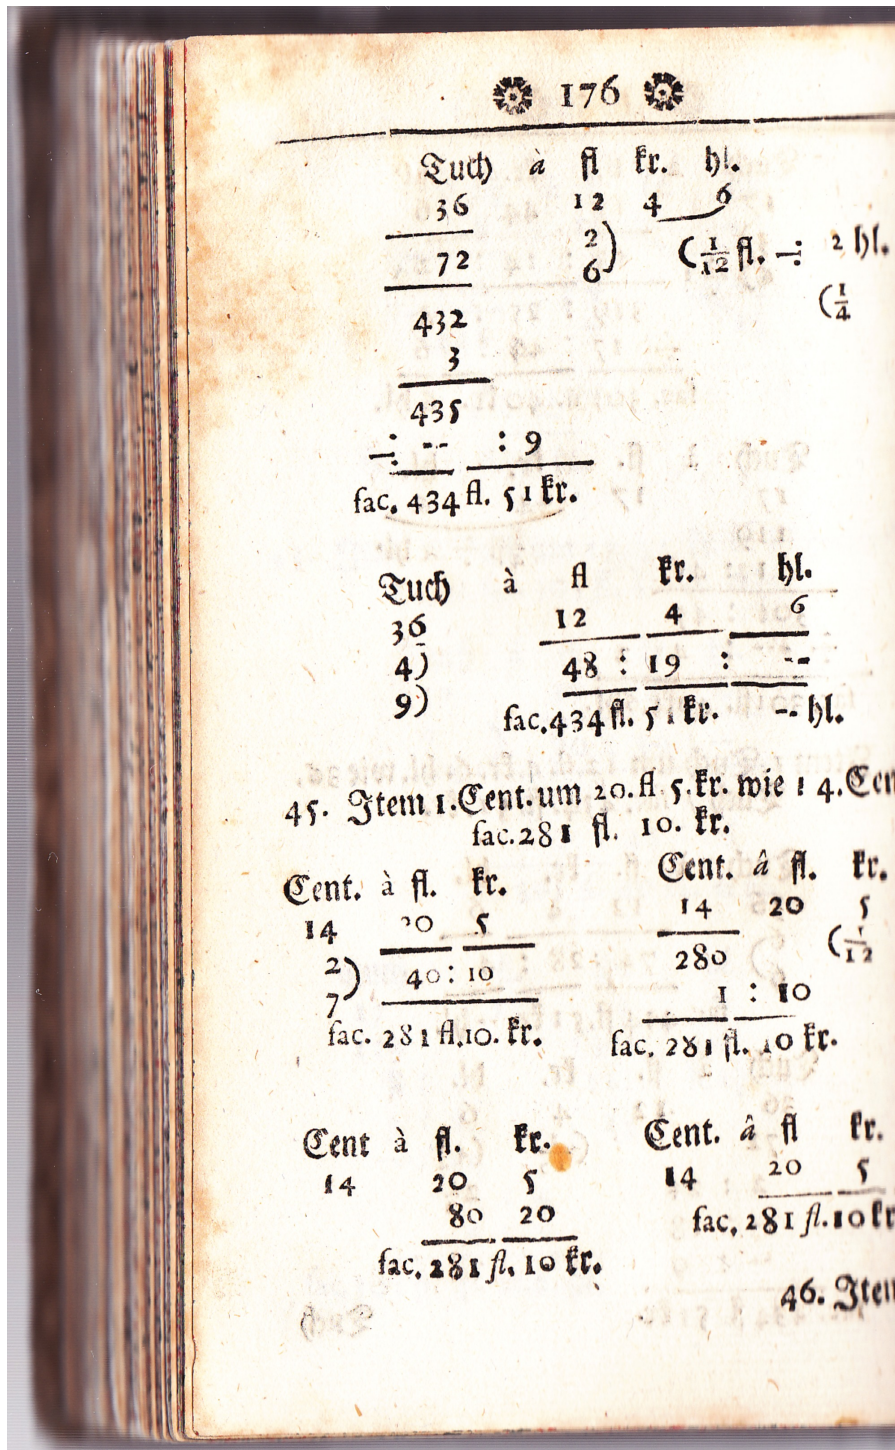 176
Tuch à fl kr. hl.
36 12 4 6
72 2) (1/12 fl. ÷ 2 hl.
6) (1/4
432
3
435
÷ -- : 9
fac. 434 fl. 51 kr.
Tuch à fl kr. hl.
36 12 4 6
4) 48 : 19 : --
9) fac. 434 fl. 51 kr. -- hl.
45. Item 1. Cent. um 20. fl 5. kr. wie 14. Cen
fac. 281 fl. 10. kr.
Cent. à fl. kr.
14 20 5
2) 40 : 10
7
fac. 281 fl. 10. kr.
Cent. â fl. kr.
14 20 5
280 (1/12
1 : 10
fac. 281 fl. 10 kr.
Cent à fl. kr.
14 20 5
80 20
fac. 281 fl. 10 kr.
Cent. â fl kr.
14 20 5
fac. 281 fl. 10 kr
46. Iten